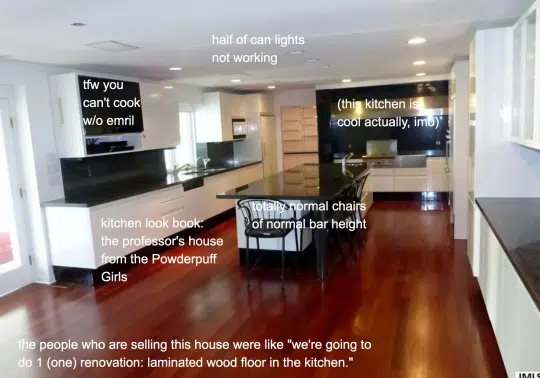 half of can lights
not working
tfw you
can't cook
w/o emril
(this kitchen is
cool actually, imo)
totally normal chairs
of normal bar height
kitchen look book:
the professor's house
from the Powderpuff
Girls
the people who are selling this house were like "we're going to
do 1 (one) renovation: laminated wood floor in the kitchen."